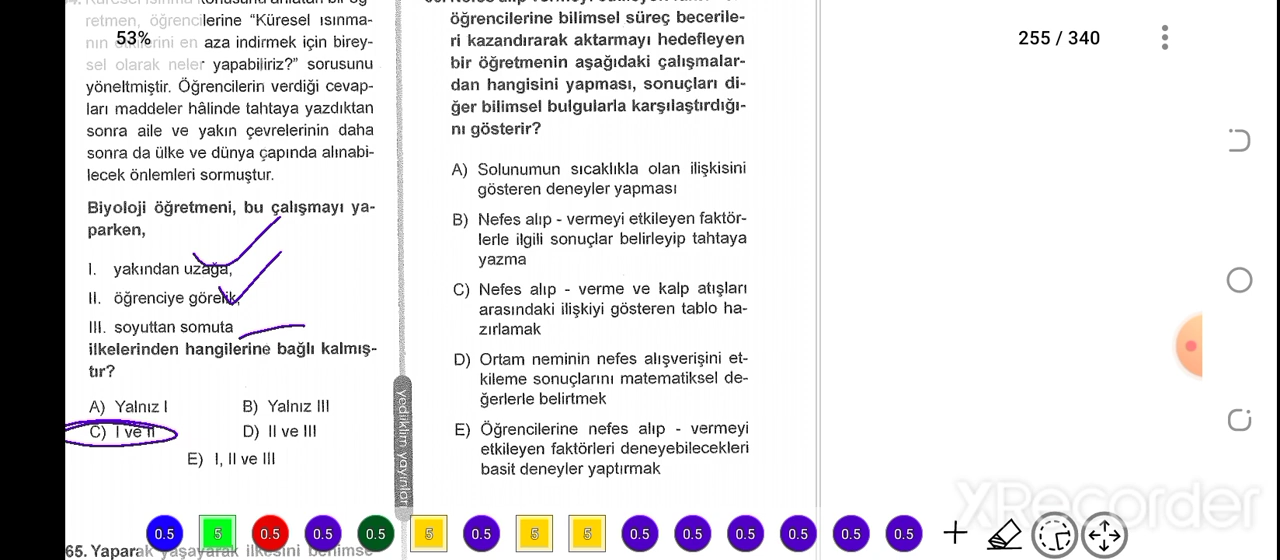 retmen, öğrencilerine “Küresel ısınma-
nın etkilerini en aza indirmek için birey-
sel olarak neler yapabiliriz?” sorusunu
yöneltmiştir. Öğrencilerin verdiği cevap-
ları maddeler hâlinde tahtaya yazdıktan
sonra aile ve yakın çevrelerinin daha
sonra da ülke ve dünya çapında alınabi-
lecek önlemleri sormuştur.
Biyoloji öğretmeni, bu çalışmayı ya-
parken,
I. yakından uzağa,
II. öğrenciye görelik,
III. soyuttan somuta
ilkelerinden hangilerine bağlı kalmış-
tır?
A) Yalnız I
B) Yalnız III
C) I ve II
D) II ve III
E) I, II ve III
65. Yaparak yaşayarak ilkesini benimse
53%
yediiklim yayınları
öğrencilerine bilimsel süreç becerile-
ri kazandırarak aktarmayı hedefleyen
bir öğretmenin aşağıdaki çalışmalar-
dan hangisini yapması, sonuçları di-
ğer bilimsel bulgularla karşılaştırdığı-
nı gösterir?
A) Solunumun sıcaklıkla olan ilişkisini
gösteren deneyler yapması
B) Nefes alıp - vermeyi etkileyen faktör-
lerle ilgili sonuçlar belirleyip tahtaya
yazma
C) Nefes alıp - verme ve kalp atışları
arasındaki ilişkiyi gösteren tablo ha-
zırlamak
D) Ortam neminin nefes alışverişini et-
kileme sonuçlarını matematiksel de-
ğerlerle belirtmek
E) Öğrencilerine nefes alıp - vermeyi
etkileyen faktörleri deneyebilecekleri
basit deneyler yaptırmak
255 / 340
XRecorder
0.5 5 0.5 0.5 0.5 5 0.5 5 5 0.5 0.5 0.5 0.5 0.5 0.5